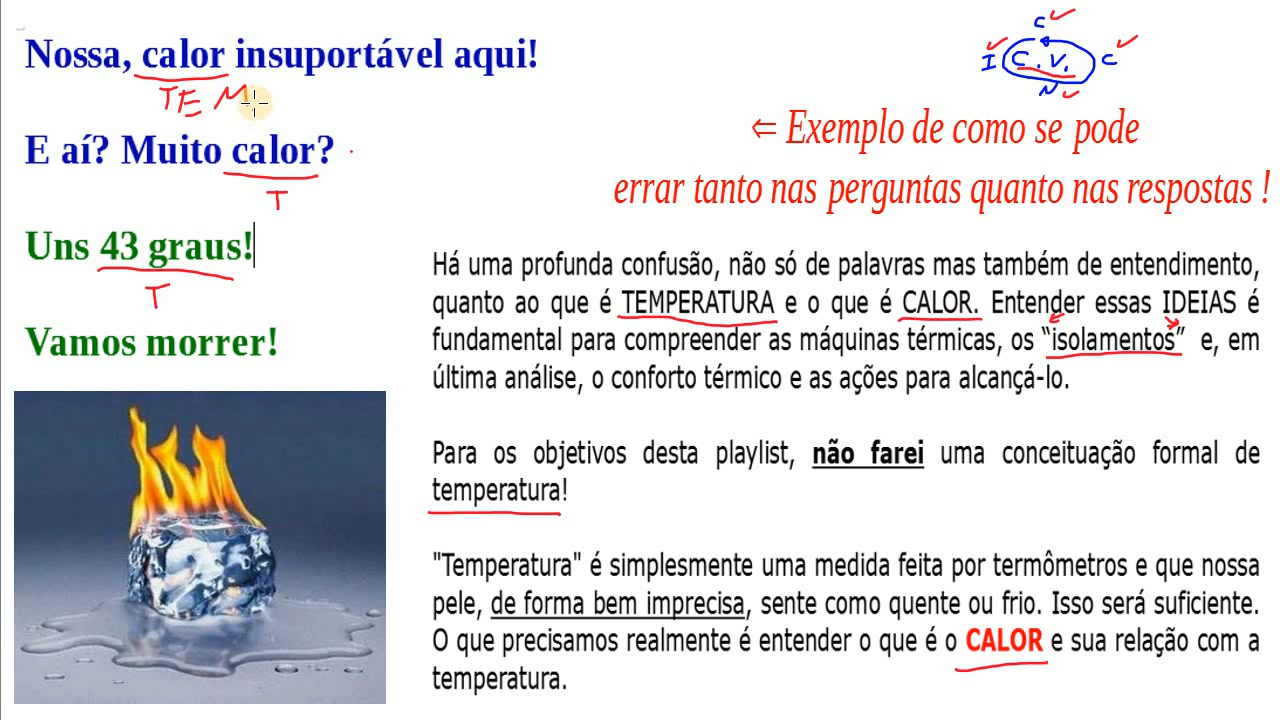 Nossa, calor insuportável aqui!
TEM
E aí? Muito calor?
T
Uns 43 graus!
T
Vamos morrer!
C
I C.V. C
N
⇐ Exemplo de como se pode
errar tanto nas perguntas quanto nas respostas !
Há uma profunda confusão, não só de palavras mas também de entendimento,
quanto ao que é TEMPERATURA e o que é CALOR. Entender essas IDEIAS é
fundamental para compreender as máquinas térmicas, os “isolamentos” e, em
última análise, o conforto térmico e as ações para alcançá-lo.
Para os objetivos desta playlist, não farei uma conceituação formal de
temperatura!
"Temperatura" é simplesmente uma medida feita por termômetros e que nossa
pele, de forma bem imprecisa, sente como quente ou frio. Isso será suficiente.
O que precisamos realmente é entender o que é o CALOR e sua relação com a
temperatura.